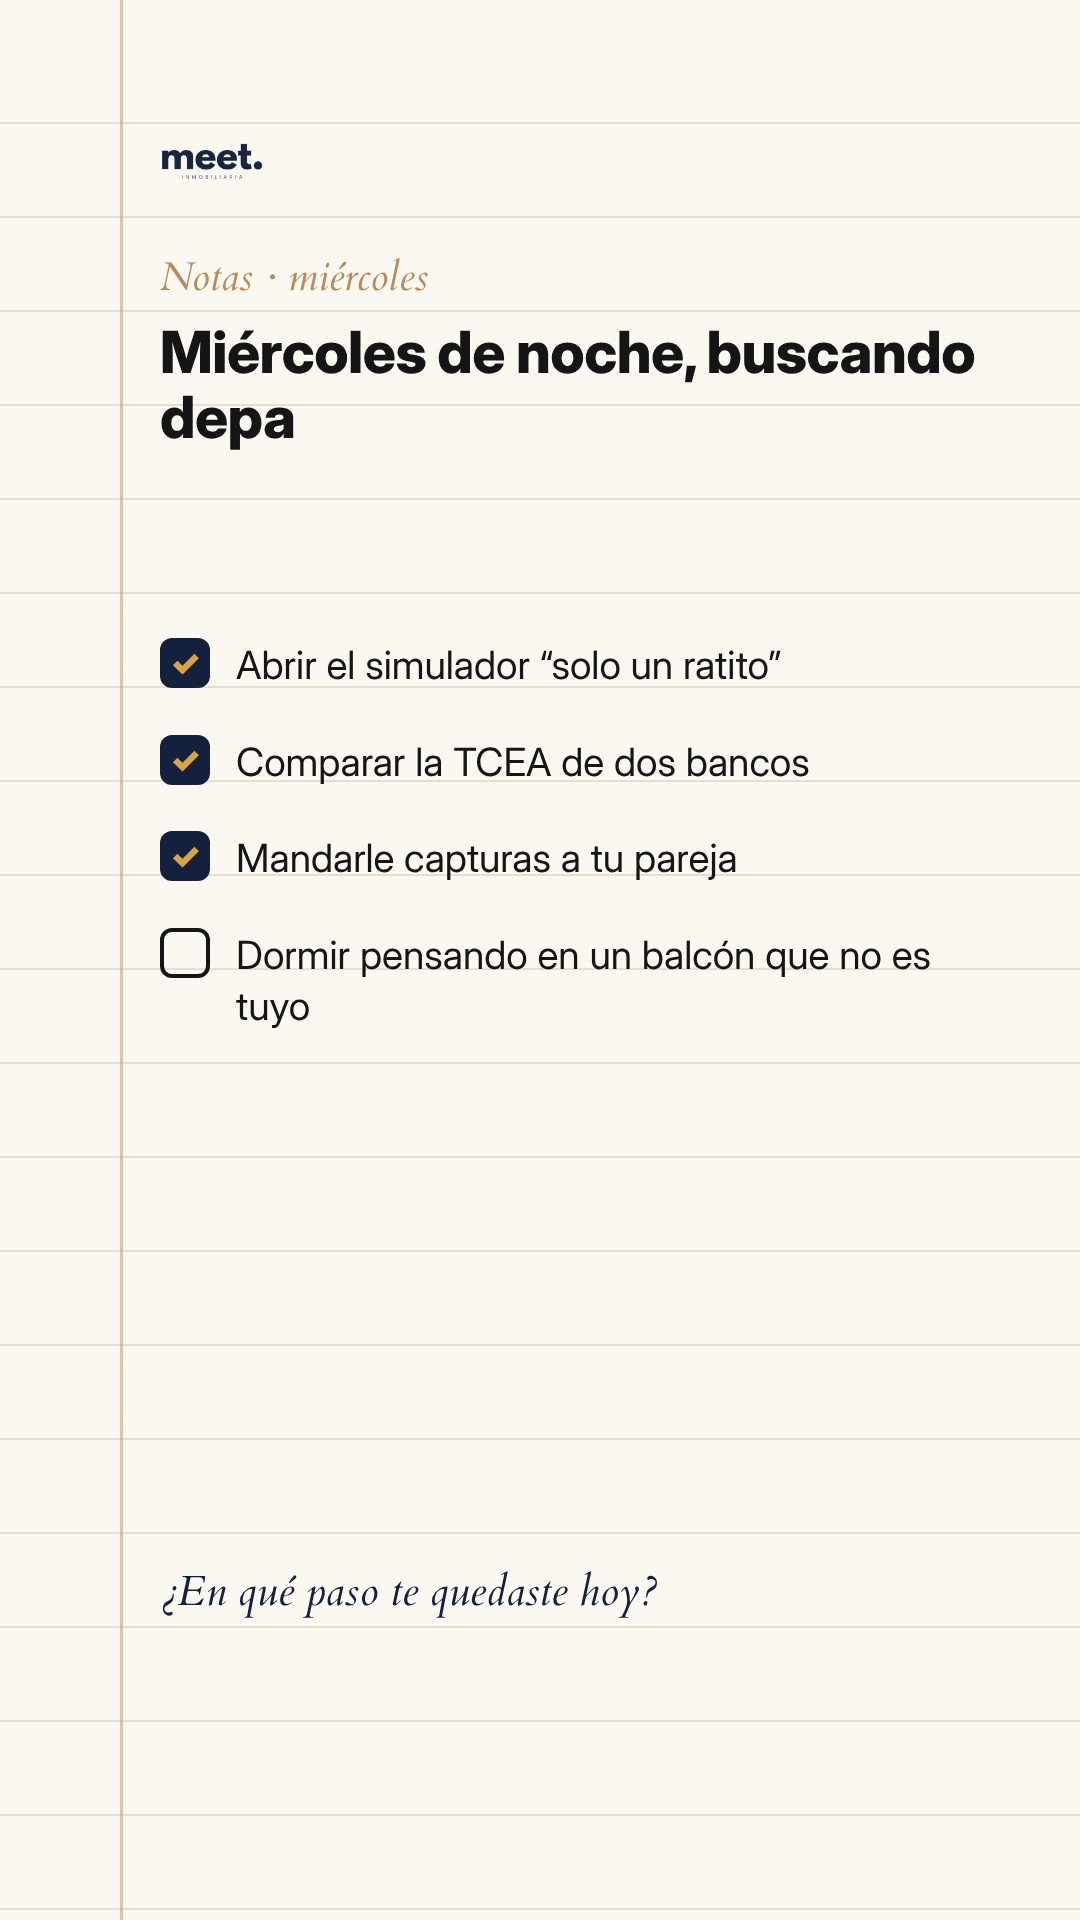 meet.
INMOBILIARIA
Notas · miércoles
Miércoles de noche, buscando
depa
Abrir el simulador “solo un ratito”
Comparar la TCEA de dos bancos
Mandarle capturas a tu pareja
Dormir pensando en un balcón que no es
tuyo
¿En qué paso te quedaste hoy?